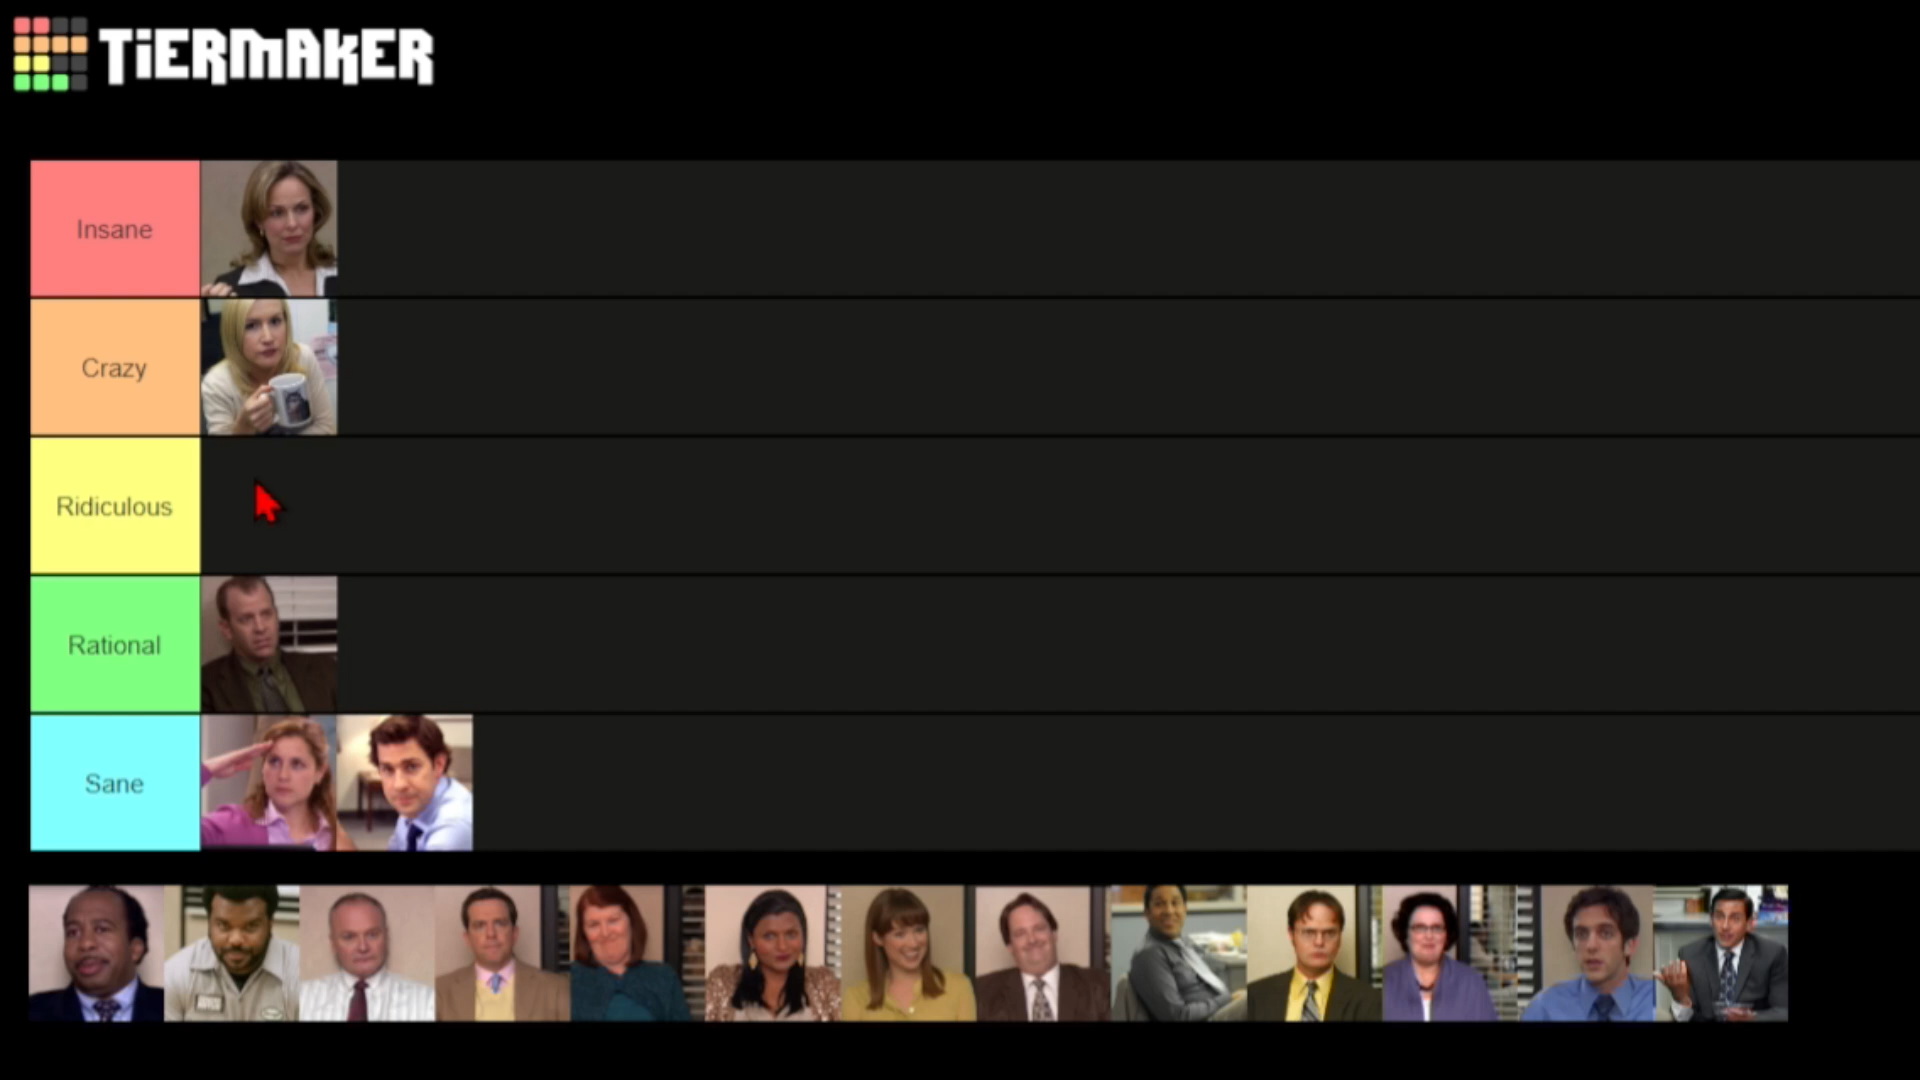 TiERMAKER
Insane
Crazy
Ridiculous
Rational
Sane